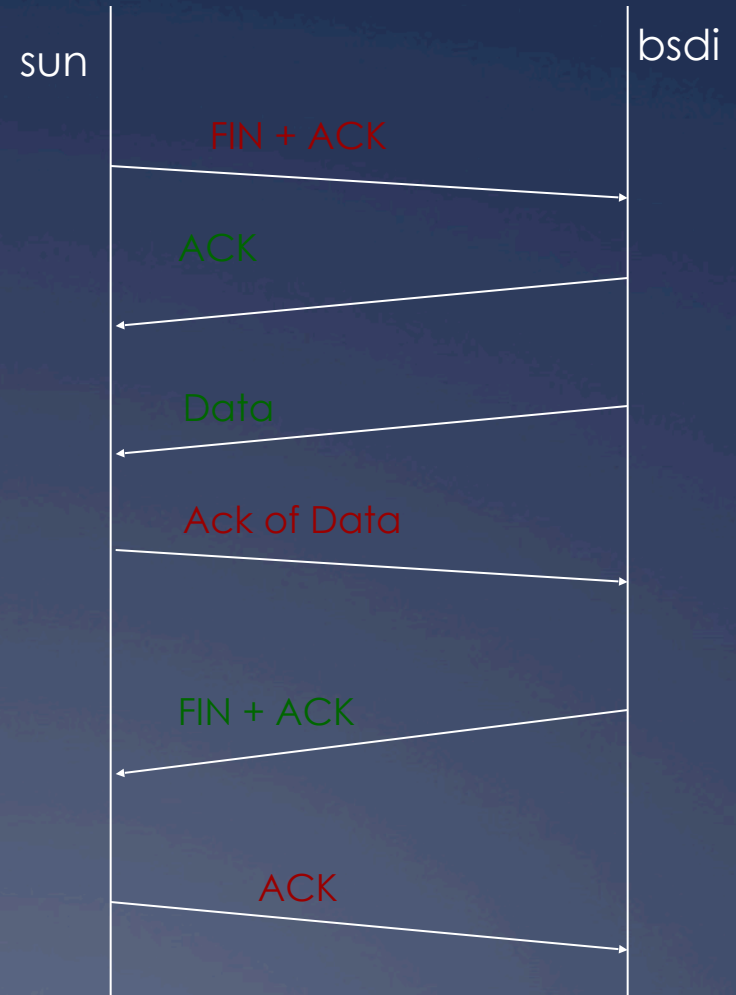 sun
bsdi
FIN + ACK
ACK
Data
Ack of Data
FIN + ACK
ACK